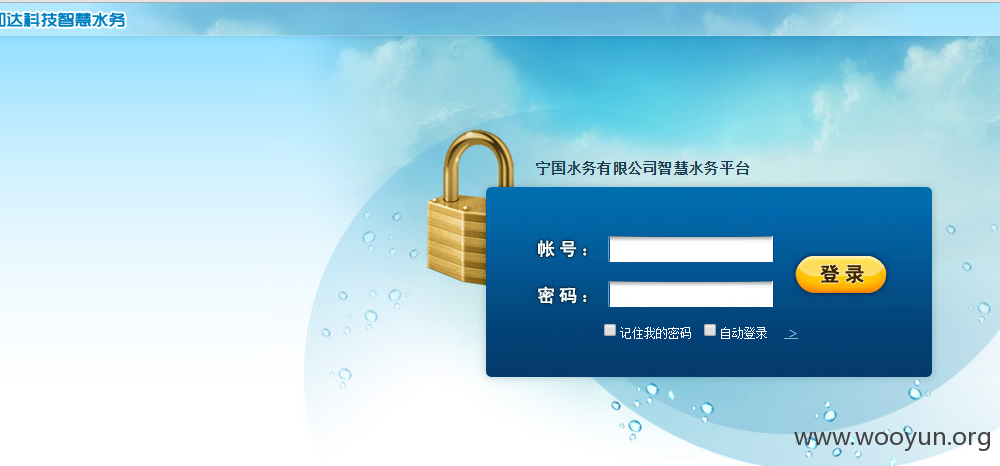 和达科技智慧水务
宁国水务有限公司智慧水务平台
帐号：
密码：
登录
记住我的密码 自动登录 >
www.wooyun.org